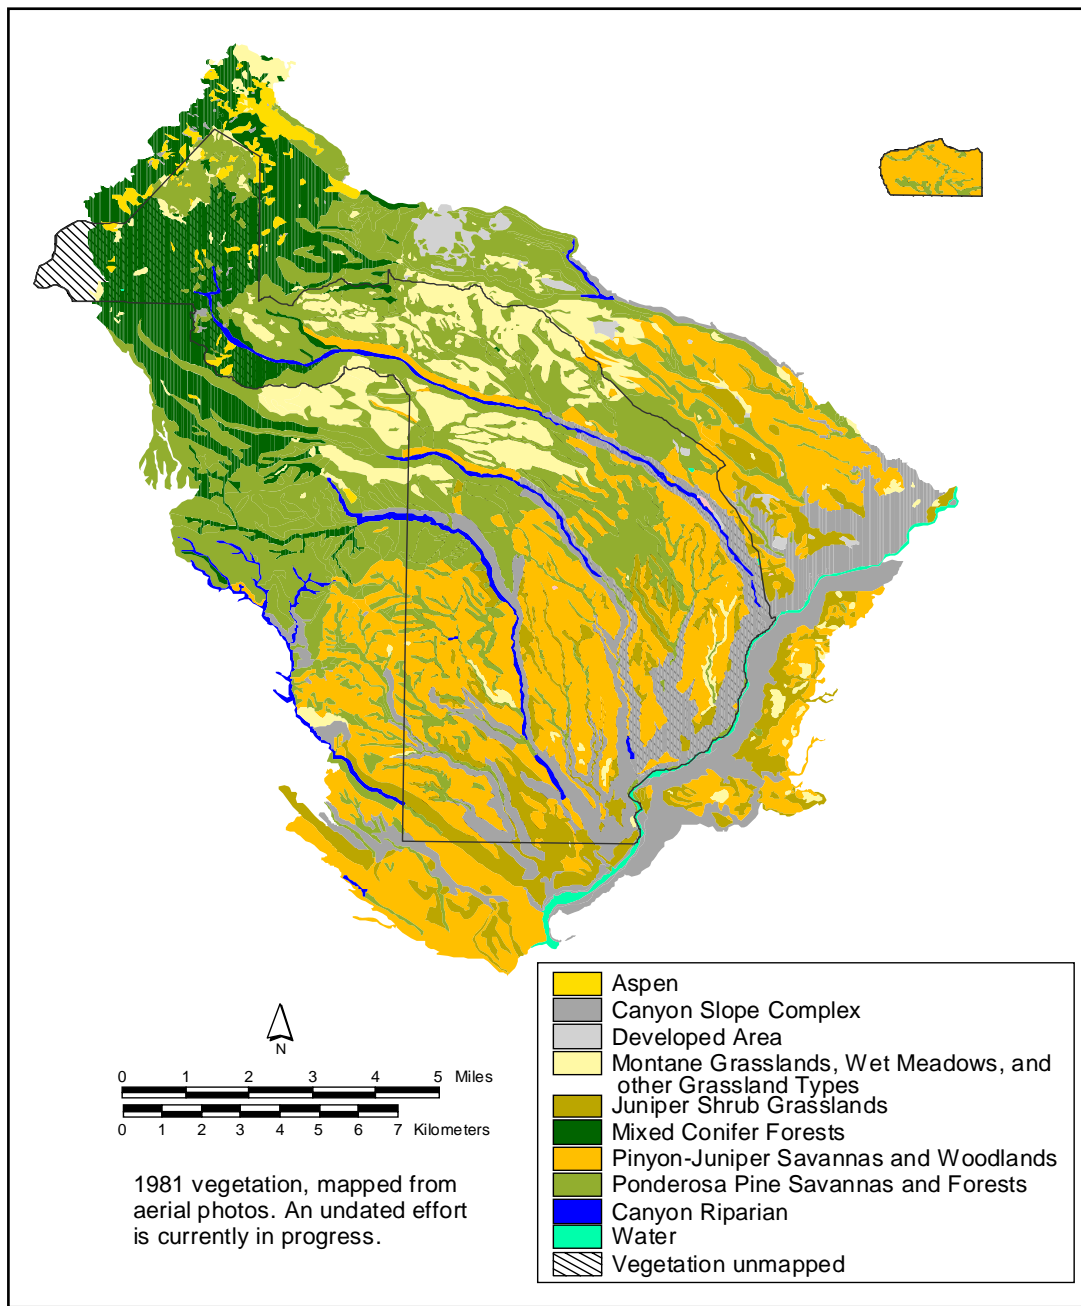 Aspen
Canyon Slope Complex
Developed Area
Montane Grasslands, Wet Meadows, and
other Grassland Types
Juniper Shrub Grasslands
Mixed Conifer Forests
Pinyon-Juniper Savannas and Woodlands
Ponderosa Pine Savannas and Forests
Canyon Riparian
Water
Vegetation unmapped
N
0 1 2 3 4 5 Miles
0 1 2 3 4 5 6 7 Kilometers
1981 vegetation, mapped from
aerial photos. An undated effort
is currently in progress.